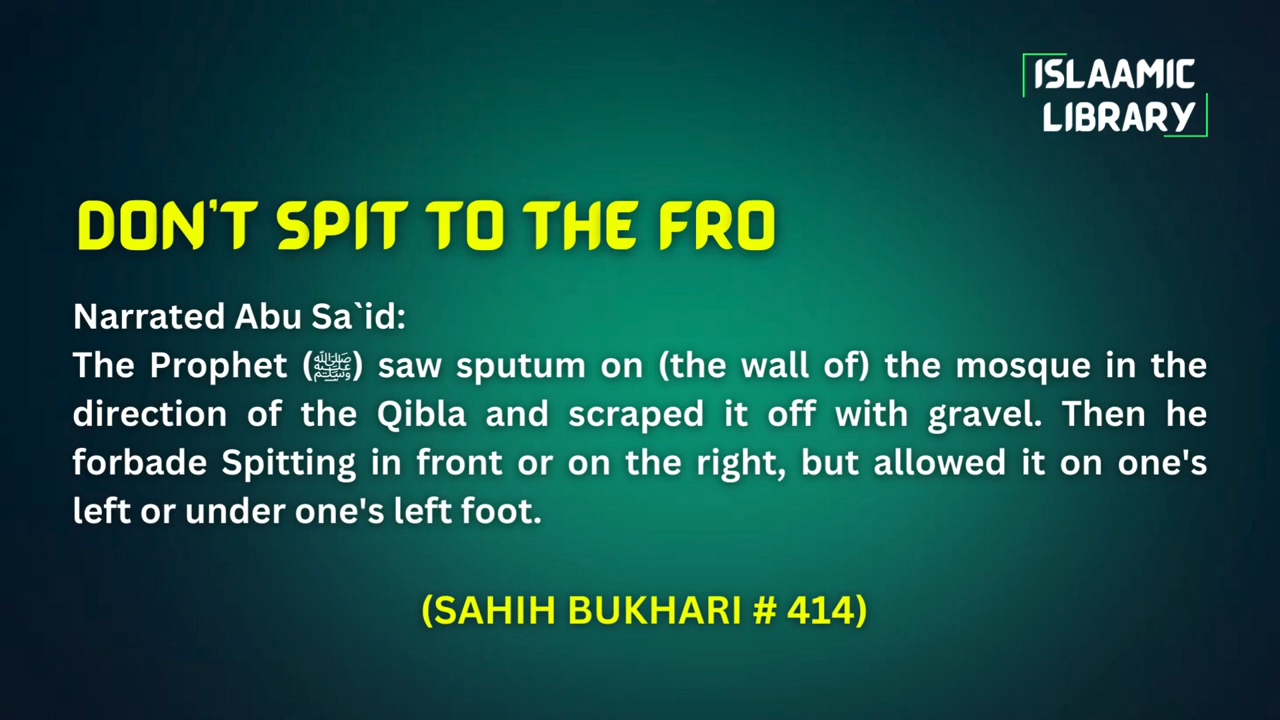 ISLAAMIC
LIBRARY
DON'T SPIT TO THE FRO
Narrated Abu Sa`id:
The Prophet (ﷺ) saw sputum on (the wall of) the mosque in the
direction of the Qibla and scraped it off with gravel. Then he
forbade Spitting in front or on the right, but allowed it on one's
left or under one's left foot.
(SAHIH BUKHARI # 414)